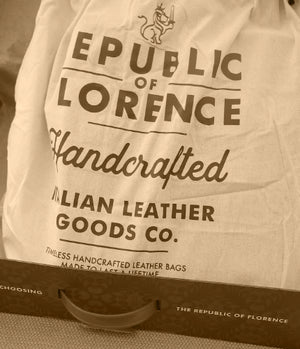 EPUBLIC
OF
LORENCE
Handcrafted
ALIAN LEATHER
GOODS CO.
TIMELESS HANDCRAFTED LEATHER BAGS
MADE TO LAST A LIFETIME
CHOOSING
THE REPUBLIC OF FLORENCE